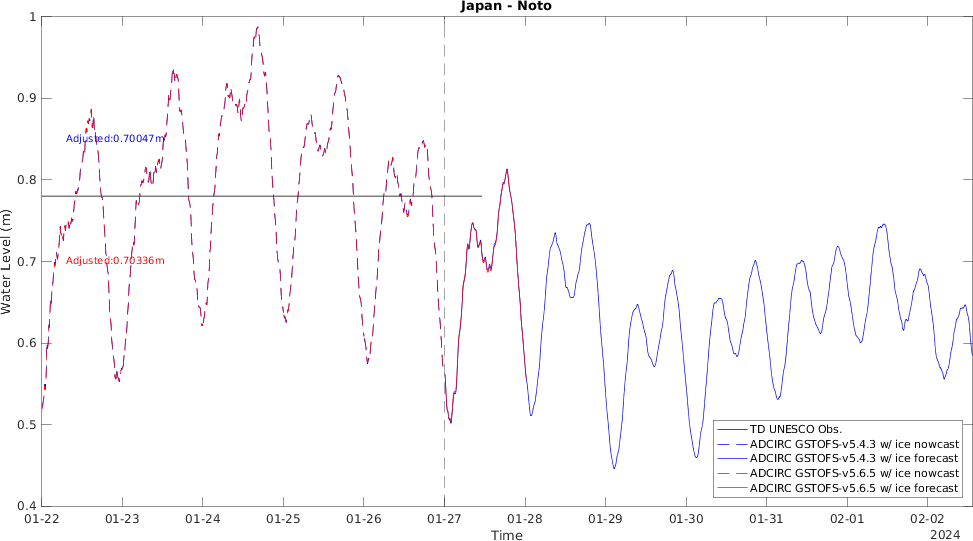 Japan - Noto
Water Level (m)
1
0.9
0.8
0.7
0.6
0.5
0.4
Adjusted:0.70047m
Adjusted:0.70336m
TD UNESCO Obs.
ADCIRC GSTOFS-v5.4.3 w/ ice nowcast
ADCIRC GSTOFS-v5.4.3 w/ ice forecast
ADCIRC GSTOFS-v5.6.5 w/ ice nowcast
ADCIRC GSTOFS-v5.6.5 w/ ice forecast
01-22 01-23 01-24 01-25 01-26 01-27 01-28 01-29 01-30 01-31 02-01 02-02
Time
2024